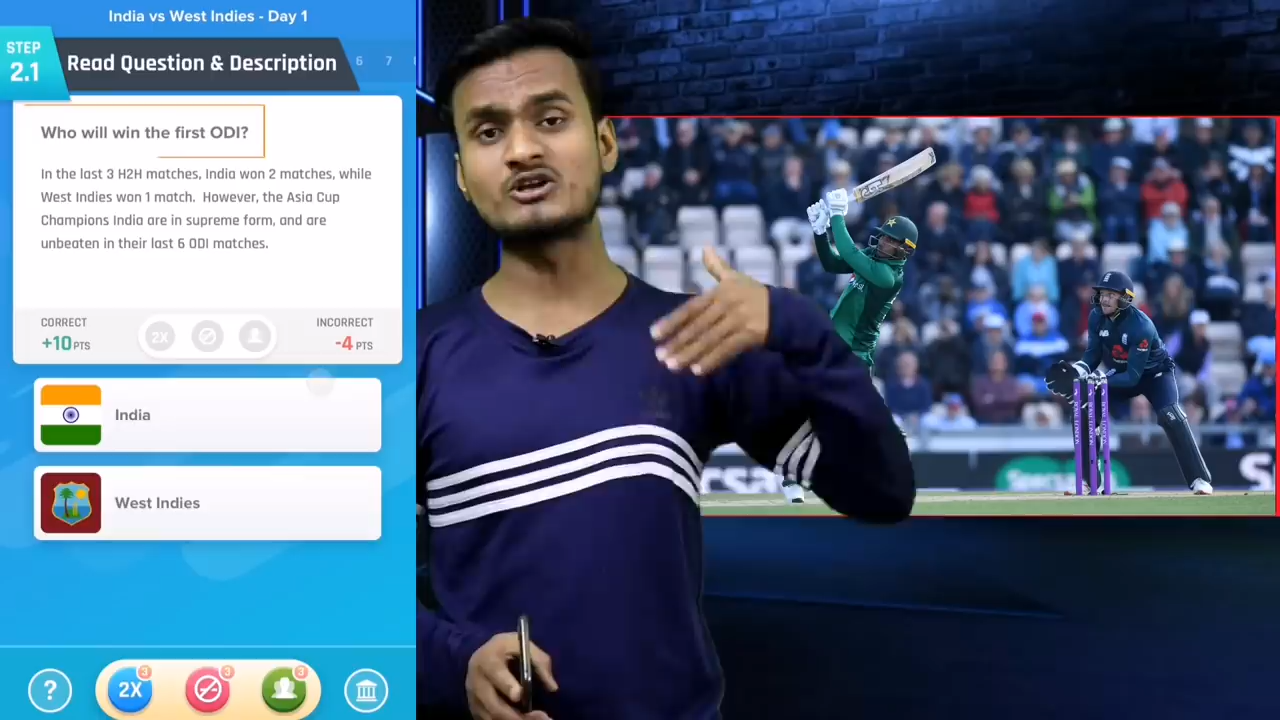 India vs West Indies - Day 1
STEP
2.1
Read Question & Description
6 7
Who will win the first ODI?
In the last 3 H2H matches, India won 2 matches, while
West Indies won 1 match. However, the Asia Cup
Champions India are in supreme form, and are
unbeaten in their last 6 ODI matches.
CORRECT
+10 PTS
2X
INCORRECT
-4 PTS
India
West Indies
?
2X
3
3
3